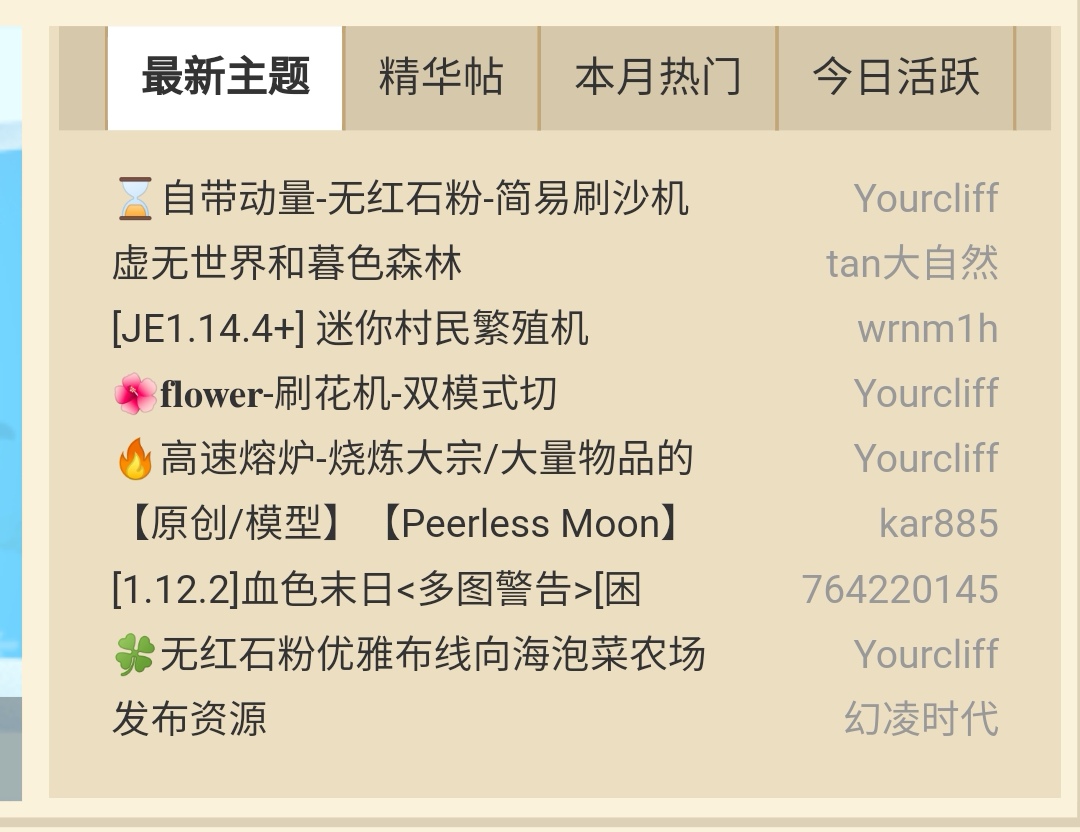 最新主题 精华帖 本月热门 今日活跃
⌛自带动量-无红石粉-简易刷沙机 Yourcliff
虚无世界和暮色森林 tan大自然
[JE1.14.4+] 迷你村民繁殖机 wrnm1h
🌺flower-刷花机-双模式切 Yourcliff
🔥高速熔炉-烧炼大宗/大量物品的 Yourcliff
【原创/模型】【Peerless Moon】 kar885
[1.12.2]血色末日<多图警告>[困 764220145
🍀无红石粉优雅布线向海泡菜农场 Yourcliff
发布资源 幻凌时代